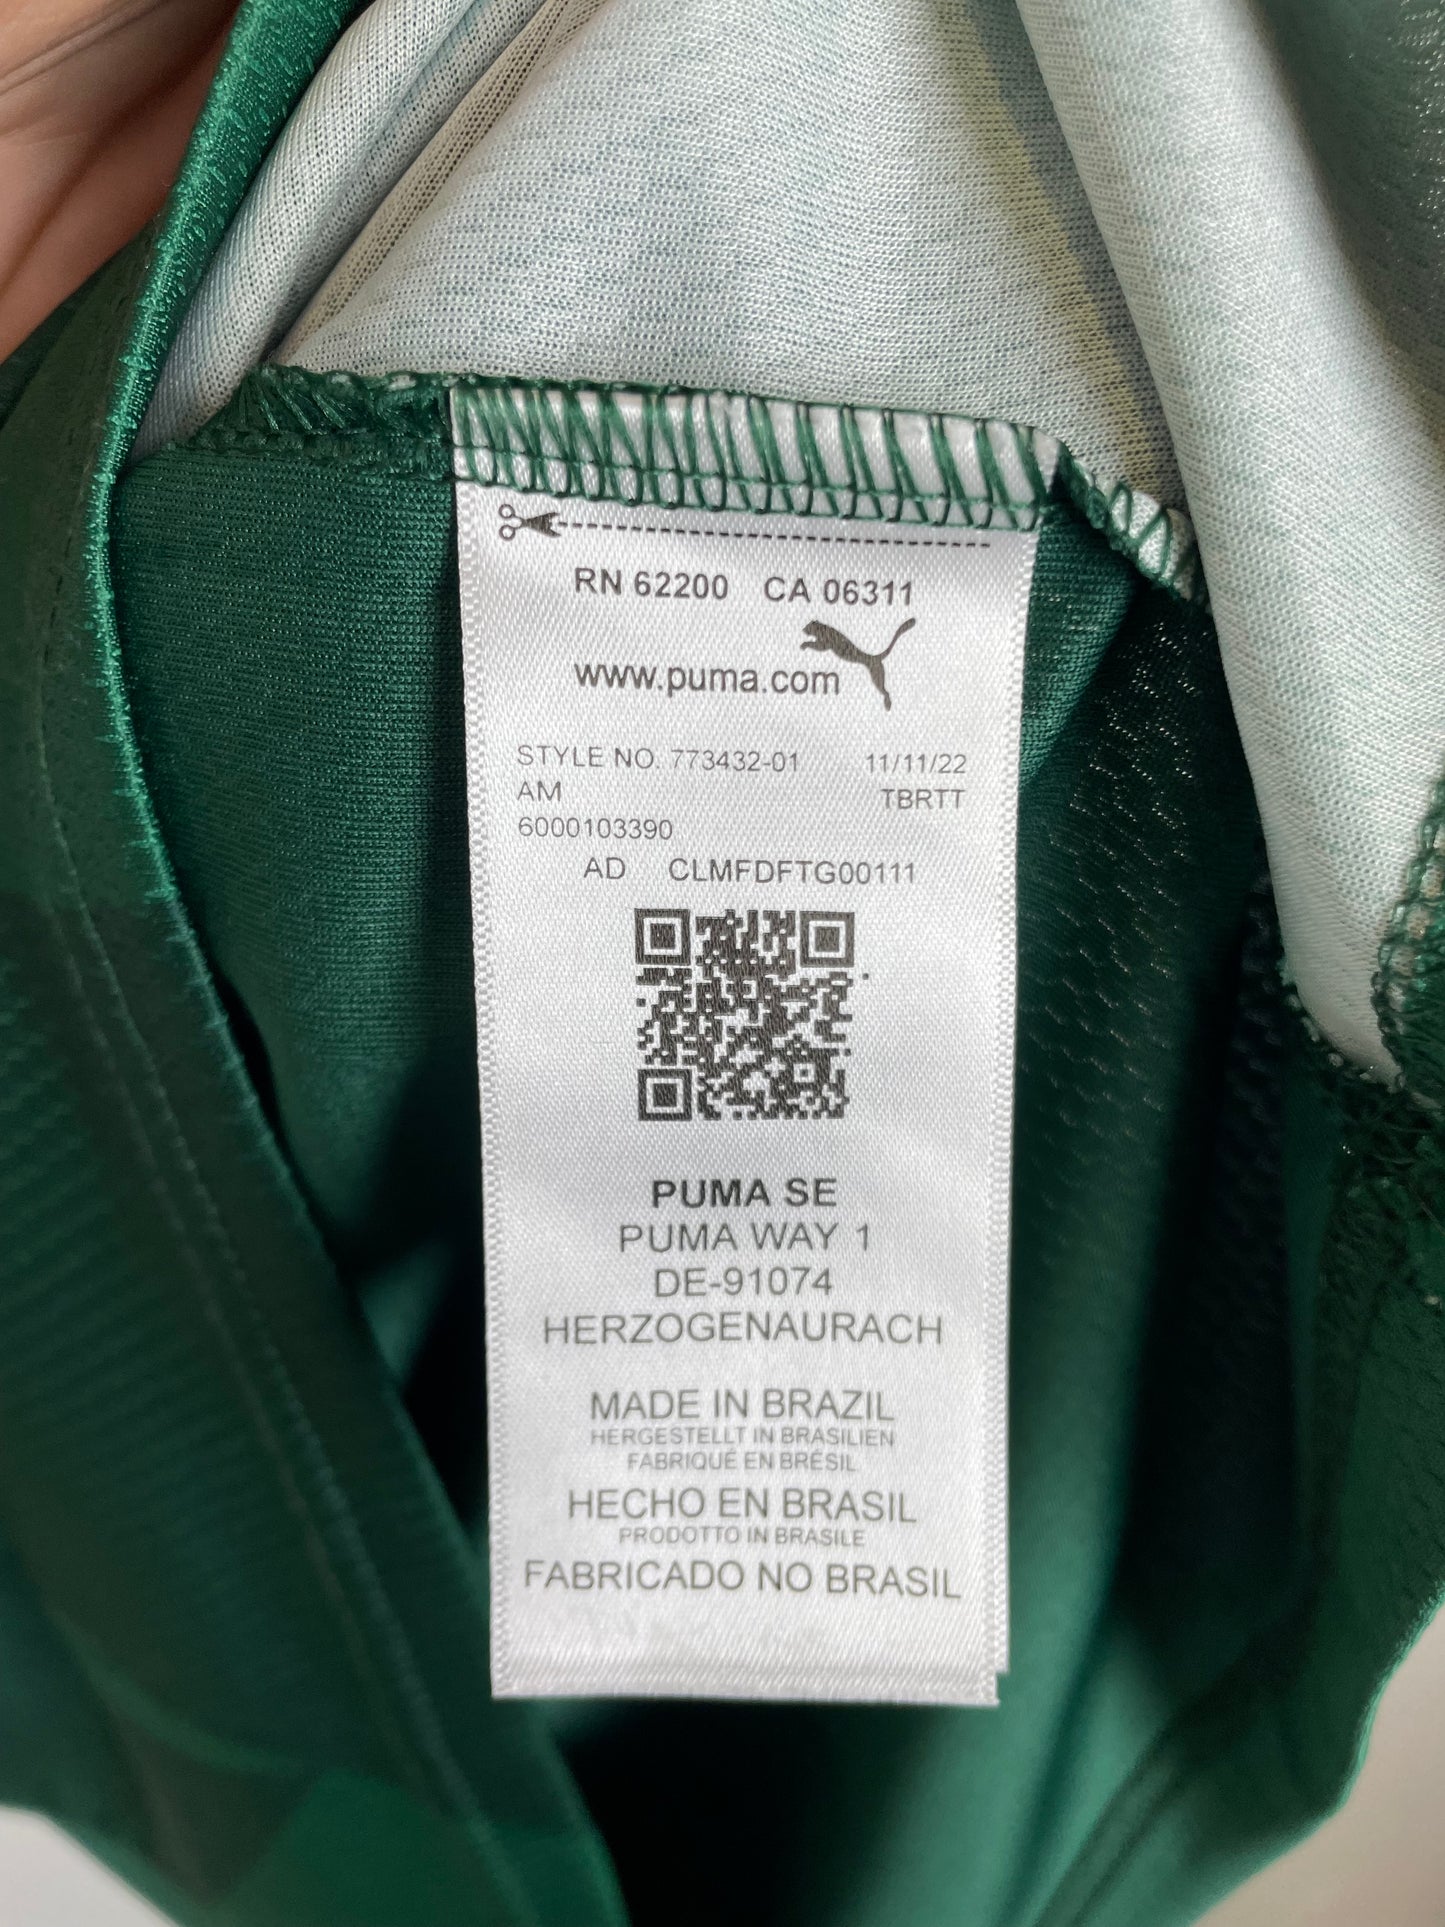 RN 62200 CA 06311
www.puma.com
STYLE NO. 773432-01 11/11/22
AM TBRTT
6000103390
AD CLMFDFTG00111
PUMA SE
PUMA WAY 1
DE-91074
HERZOGENAURACH
MADE IN BRAZIL
HERGESTELLT IN BRASILIEN
FABRIQUÉ EN BRÉSIL
HECHO EN BRASIL
PRODOTTO IN BRASILE
FABRICADO NO BRASIL